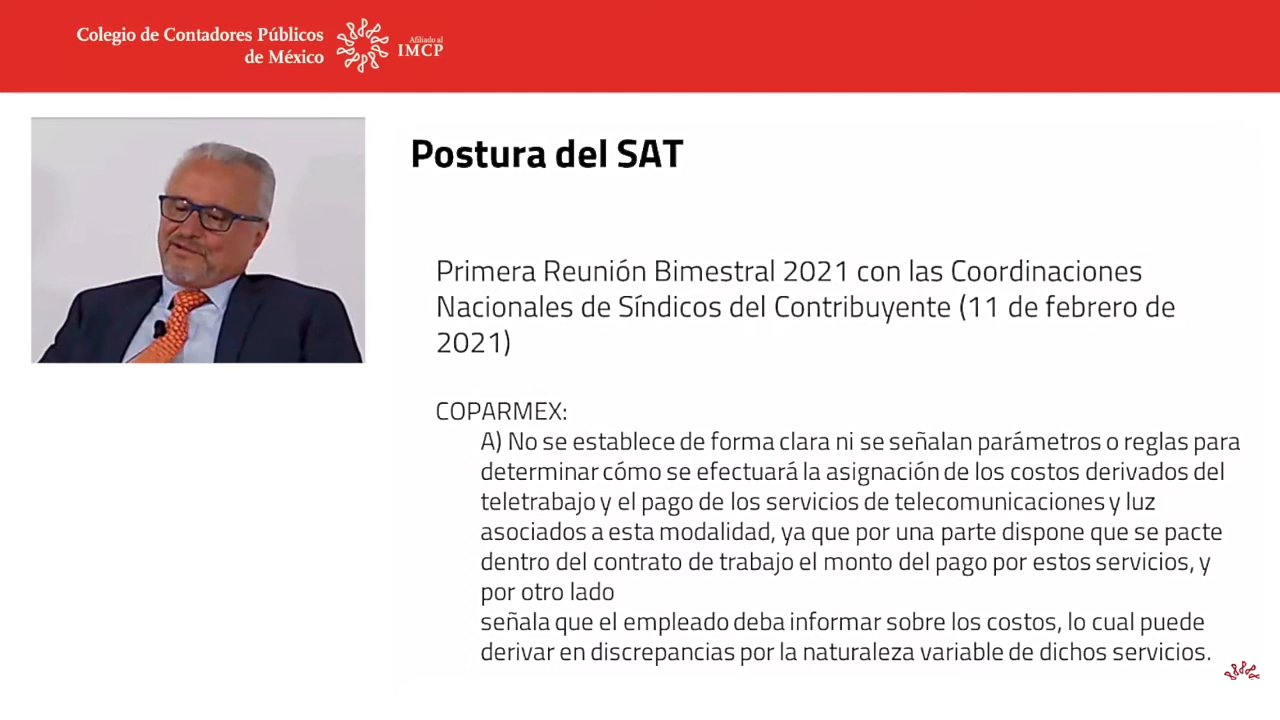 Colegio de Contadores Públicos
de México
Afiliado al
IMCP
Postura del SAT
Primera Reunión Bimestral 2021 con las Coordinaciones
Nacionales de Síndicos del Contribuyente (11 de febrero de
2021)
COPARMEX:
A) No se establece de forma clara ni se señalan parámetros o reglas para
determinar cómo se efectuará la asignación de los costos derivados del
teletrabajo y el pago de los servicios de telecomunicaciones y luz
asociados a esta modalidad, ya que por una parte dispone que se pacte
dentro del contrato de trabajo el monto del pago por estos servicios, y
por otro lado
señala que el empleado deba informar sobre los costos, lo cual puede
derivar en discrepancias por la naturaleza variable de dichos servicios.